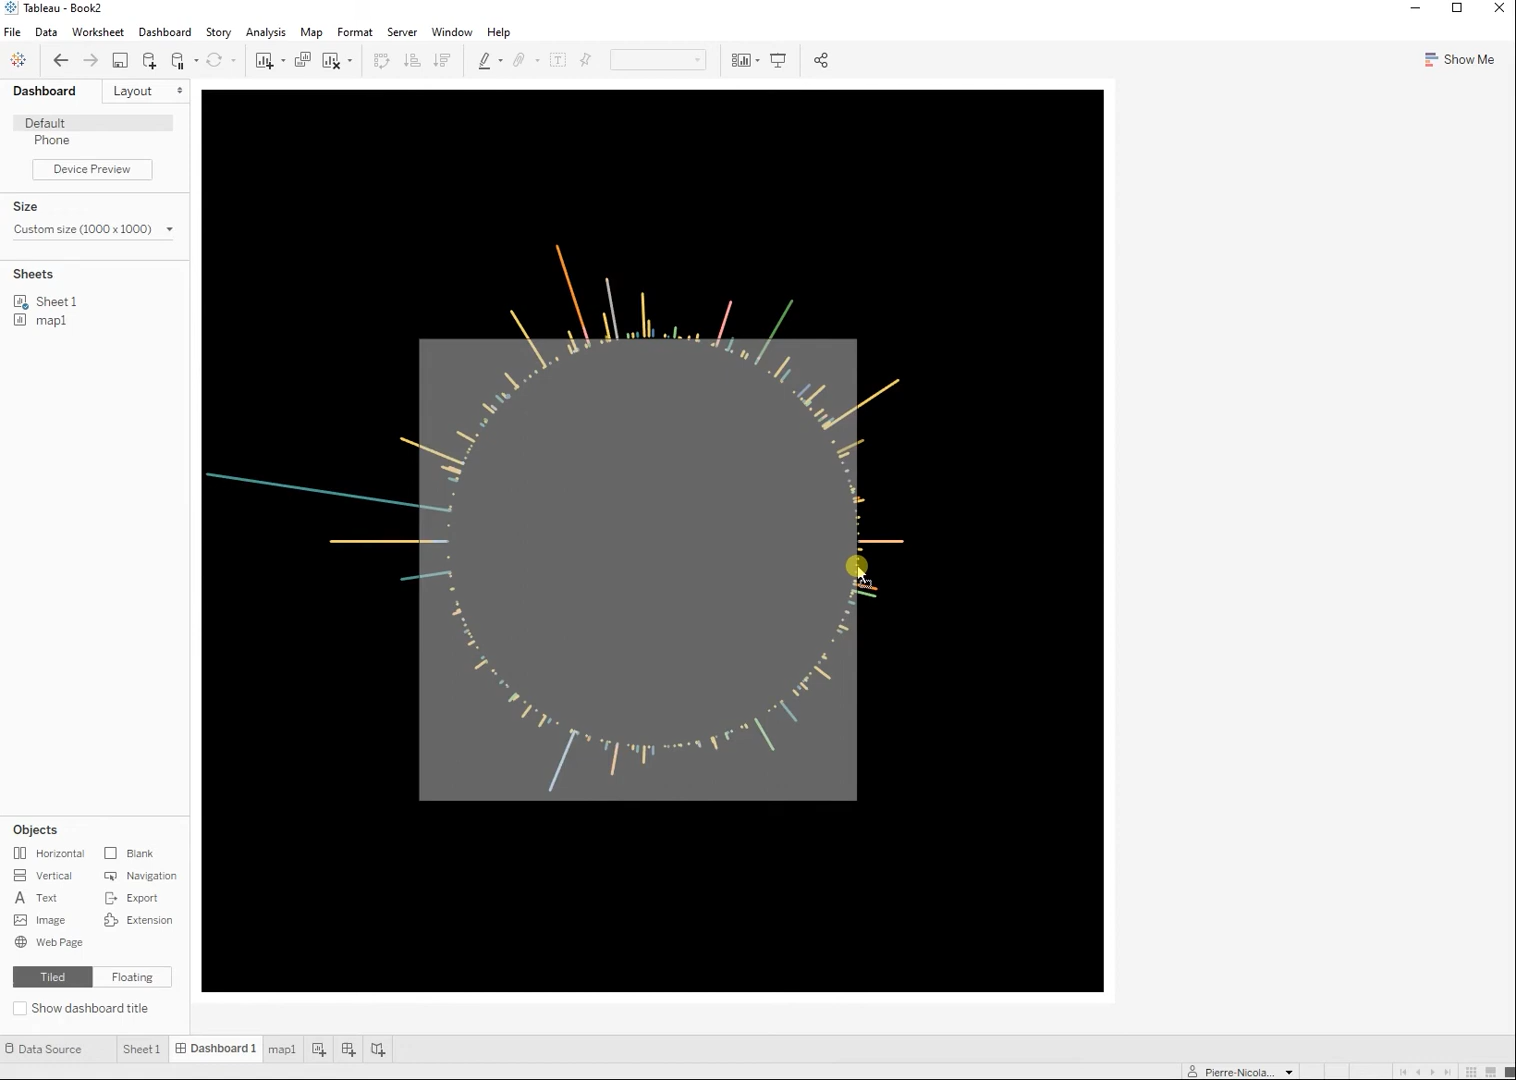 Tableau - Book2
File Data Worksheet Dashboard Story Analysis Map Format Server Window Help
Show Me
Dashboard Layout
Default
Phone
Device Preview
Size
Custom size (1000 x 1000)
Sheets
Sheet 1
map1
Objects
Horizontal Blank
Vertical Navigation
Text Export
Image Extension
Web Page
Tiled Floating
Show dashboard title
Data Source Sheet 1 Dashboard 1 map1
Pierre-Nicola...